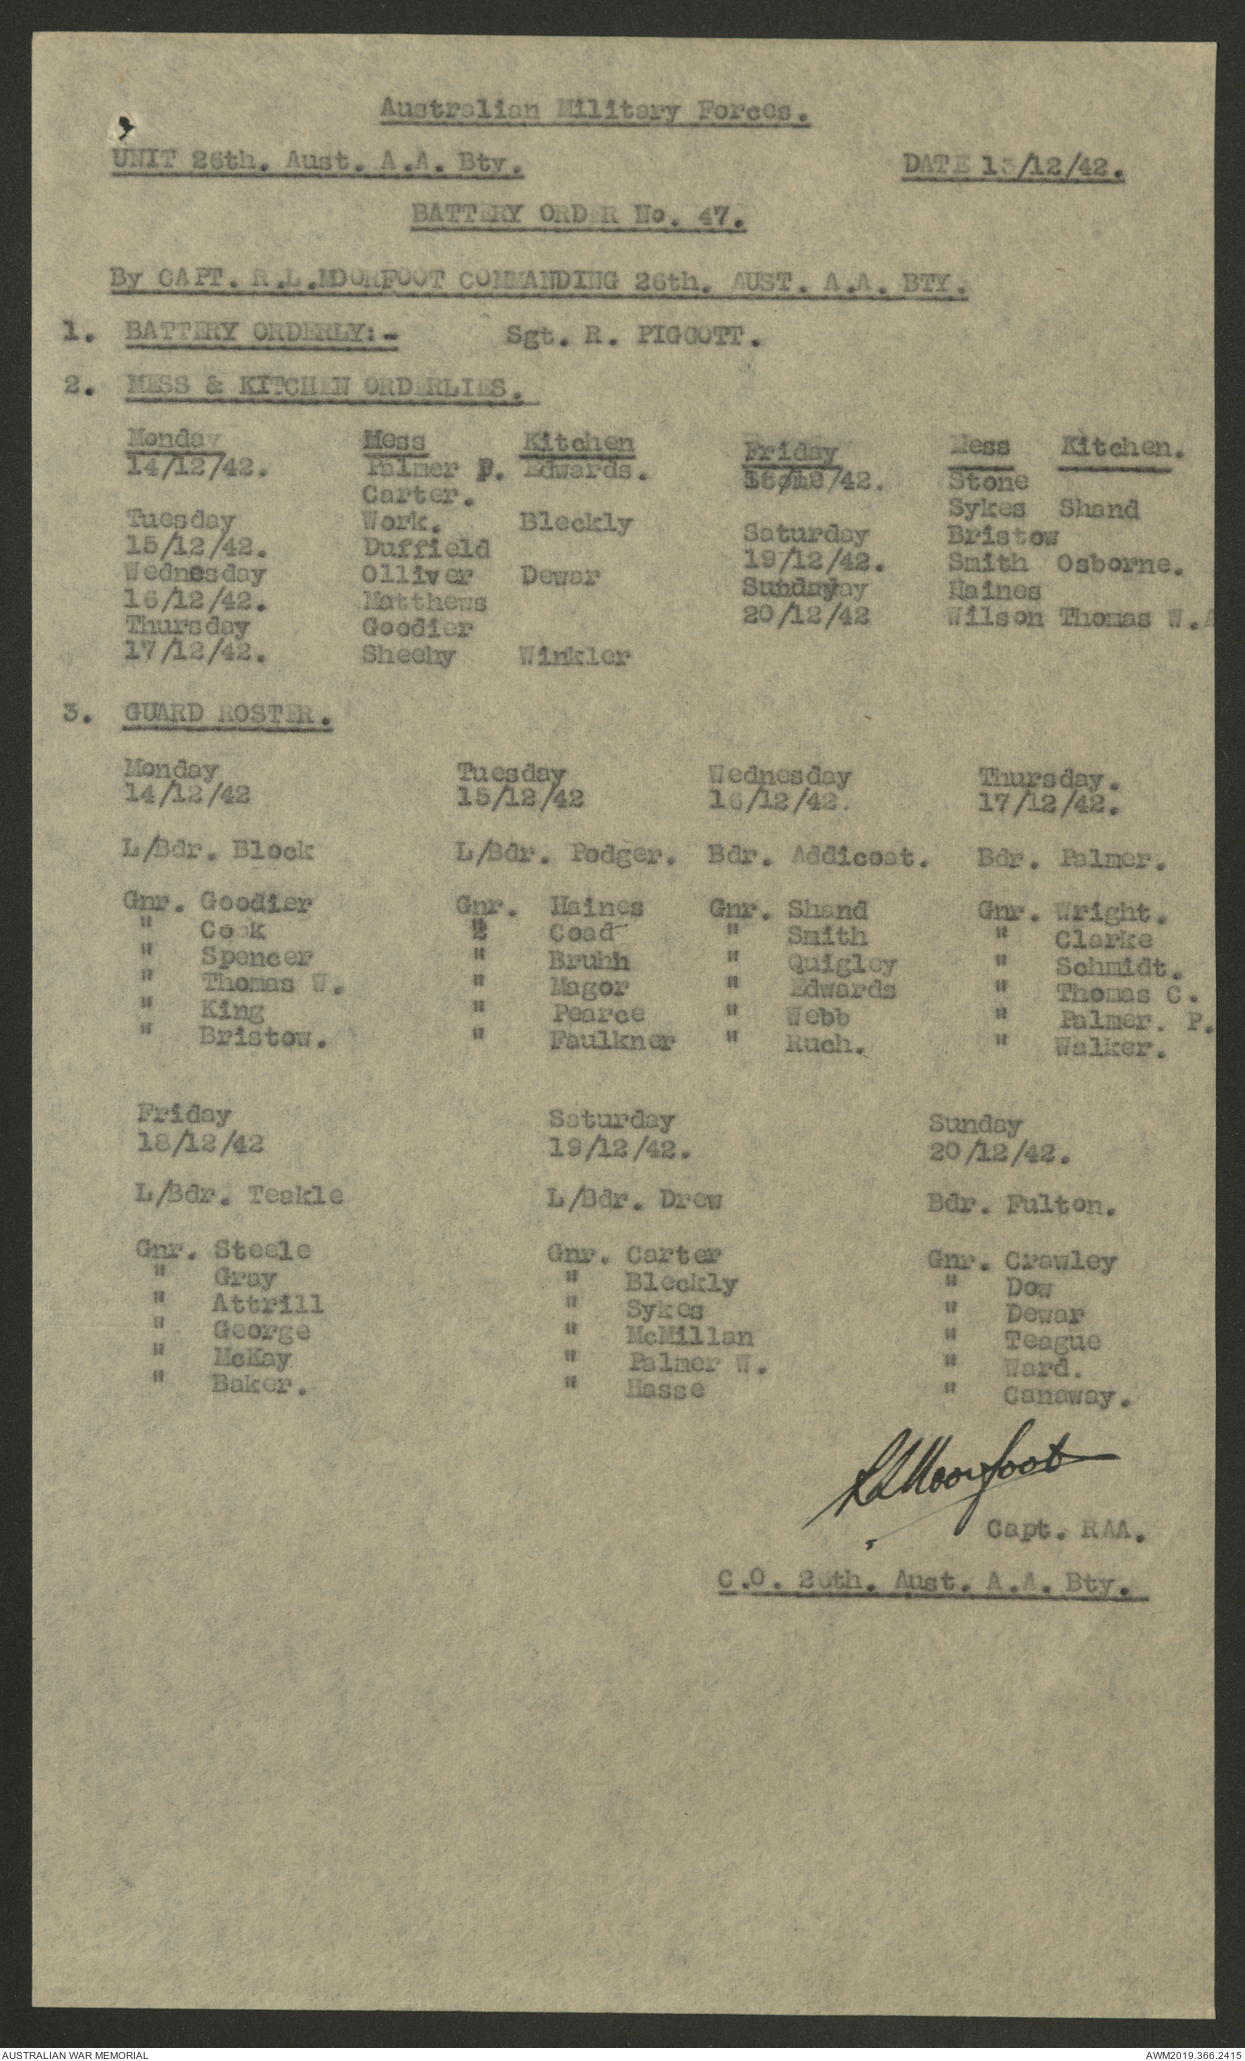 Australian Military Forces.
UNIT 26th. Aust. A.A. Bty.    DATE 13/12/42.
BATTERY ORDER No. 47.
By CAPT. R.L.MOORFOOT COMMANDING 26th. AUST. A.A. BTY.
1. BATTERY ORDERLY:-    Sgt. R. PIGGOTT.
2. MESS & KITCHEN ORDERLIES.
Monday    Mess    Kitchen
14/12/42.    Palmer P.    Edwards.
Carter.
Tuesday    Work.    Bleckly
15/12/42.    Duffield
Wednesday    Olliver    Dewar
16/12/42.    Matthews
Thursday    Goodier
17/12/42.    Sheehy    Winkler
Friday    Mess    Kitchen.
18/12/42.    Stone
Sykes    Shand
Saturday    Bristow
19/12/42.    Smith    Osborne.
Sunday    Haines
20/12/42    Wilson    Thomas W.A
3. GUARD ROSTER.
Monday    Tuesday    Wednesday    Thursday.
14/12/42    15/12/42    16/12/42.    17/12/42.
L/Bdr. Block    L/Bdr. Podger.    Bdr. Addicoat.    Bdr. Palmer.
Gnr. Goodier    Gnr. Haines    Gnr. Shand    Gnr. Wright.
" Cook    " Coad    " Smith    " Clarke
" Spencer    " Bruhn    " Quigley    " Schmidt.
" Thomas W.    " Magor    " Edwards    " Thomas C.
" King    " Pearce    " Webb    " Palmer. P.
" Bristow.    " Faulkner    " Ruch.    " Walker.
Friday    Saturday    Sunday
18/12/42    19/12/42.    20/12/42.
L/Bdr. Teakle    L/Bdr. Drew    Bdr. Fulton.
Gnr. Steele    Gnr. Carter    Gnr. Crawley
" Gray    " Bleckly    " Dow
" Attrill    " Sykes    " Dewar
" George    " McMillan    " Teague
" McKay    " Palmer W.    " Ward.
" Baker.    " Hasse    " Canaway.
RLMoorfoot
Capt. RAA.
C.O. 26th. Aust. A.A. Bty.
AUSTRALIAN WAR MEMORIAL    AWM2019.366.2415